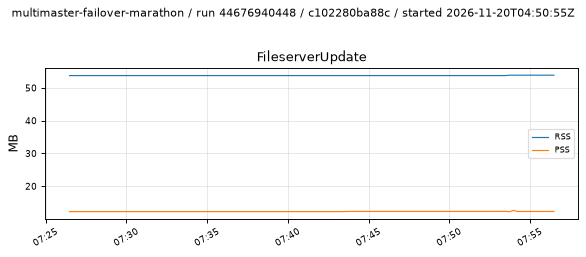 multimaster-failover-marathon / run 44676940448 / c102280ba88c / started 2026-11-20T04:50:55Z
FileserverUpdate
MB
50
40
30
20
RSS
PSS
07:25
07:30
07:35
07:40
07:45
07:50
07:55